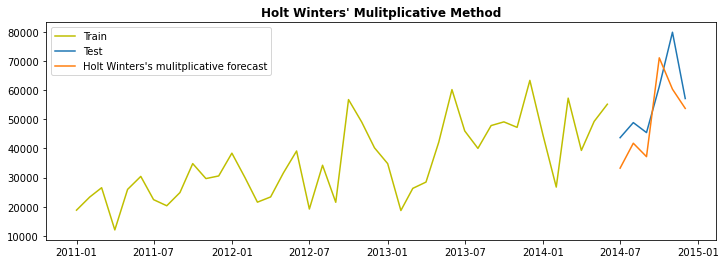 Holt Winters' Mulitplicative Method
Train
Test
Holt Winters's mulitplicative forecast
80000
70000
60000
50000
40000
30000
20000
10000
2011-01 2011-07 2012-01 2012-07 2013-01 2013-07 2014-01 2014-07 2015-01